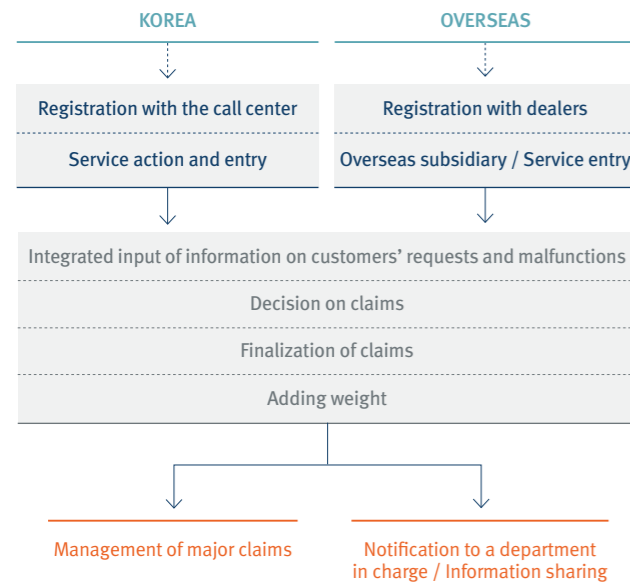 KOREA
OVERSEAS
Registration with the call center
Registration with dealers
Service action and entry
Overseas subsidiary / Service entry
Integrated input of information on customers’ requests and malfunctions
Decision on claims
Finalization of claims
Adding weight
Management of major claims
Notification to a department
in charge / Information sharing